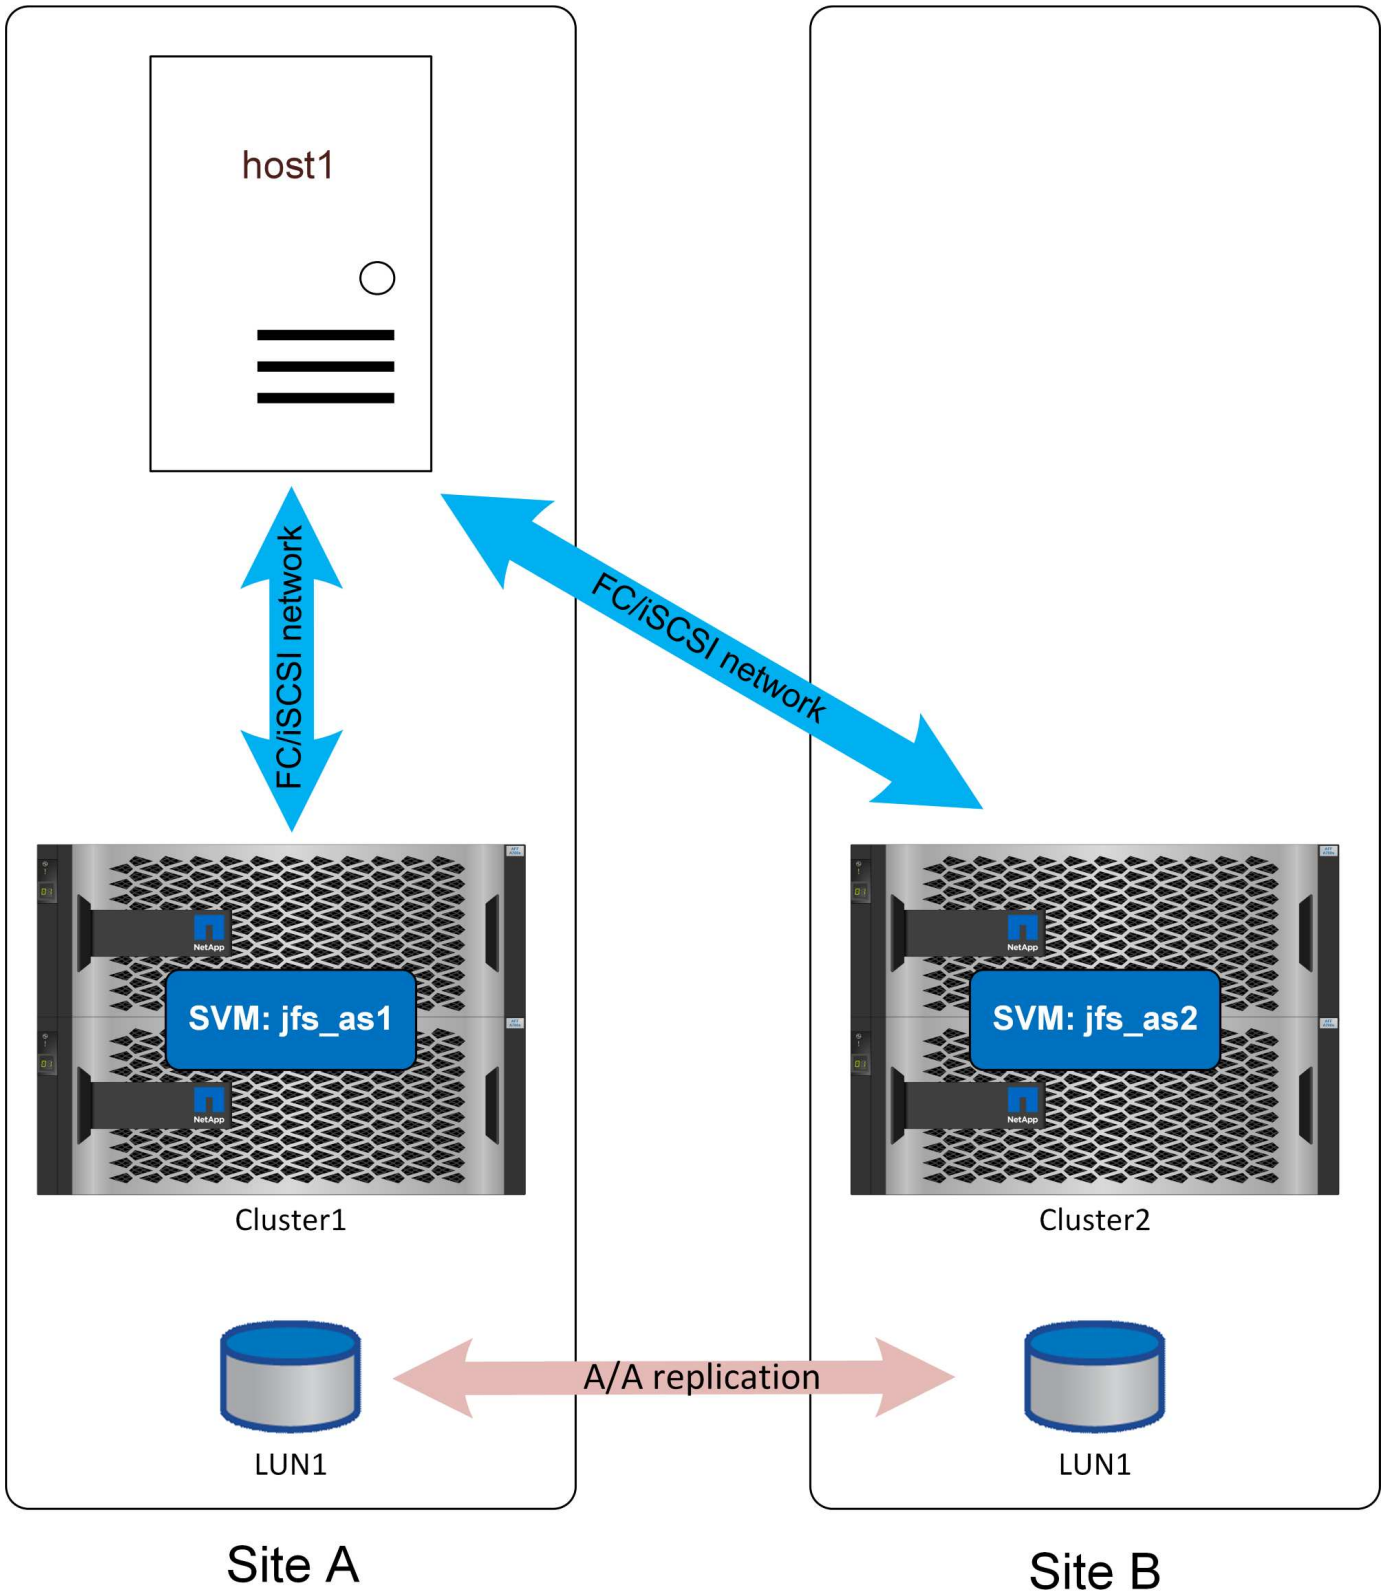 host1
FC/iSCSI network
FC/iSCSI network
NetApp
NetApp
SVM: jfs_as1
SVM: jfs_as2
NetApp
NetApp
Cluster1
Cluster2
A/A replication
LUN1
LUN1
Site A
Site B